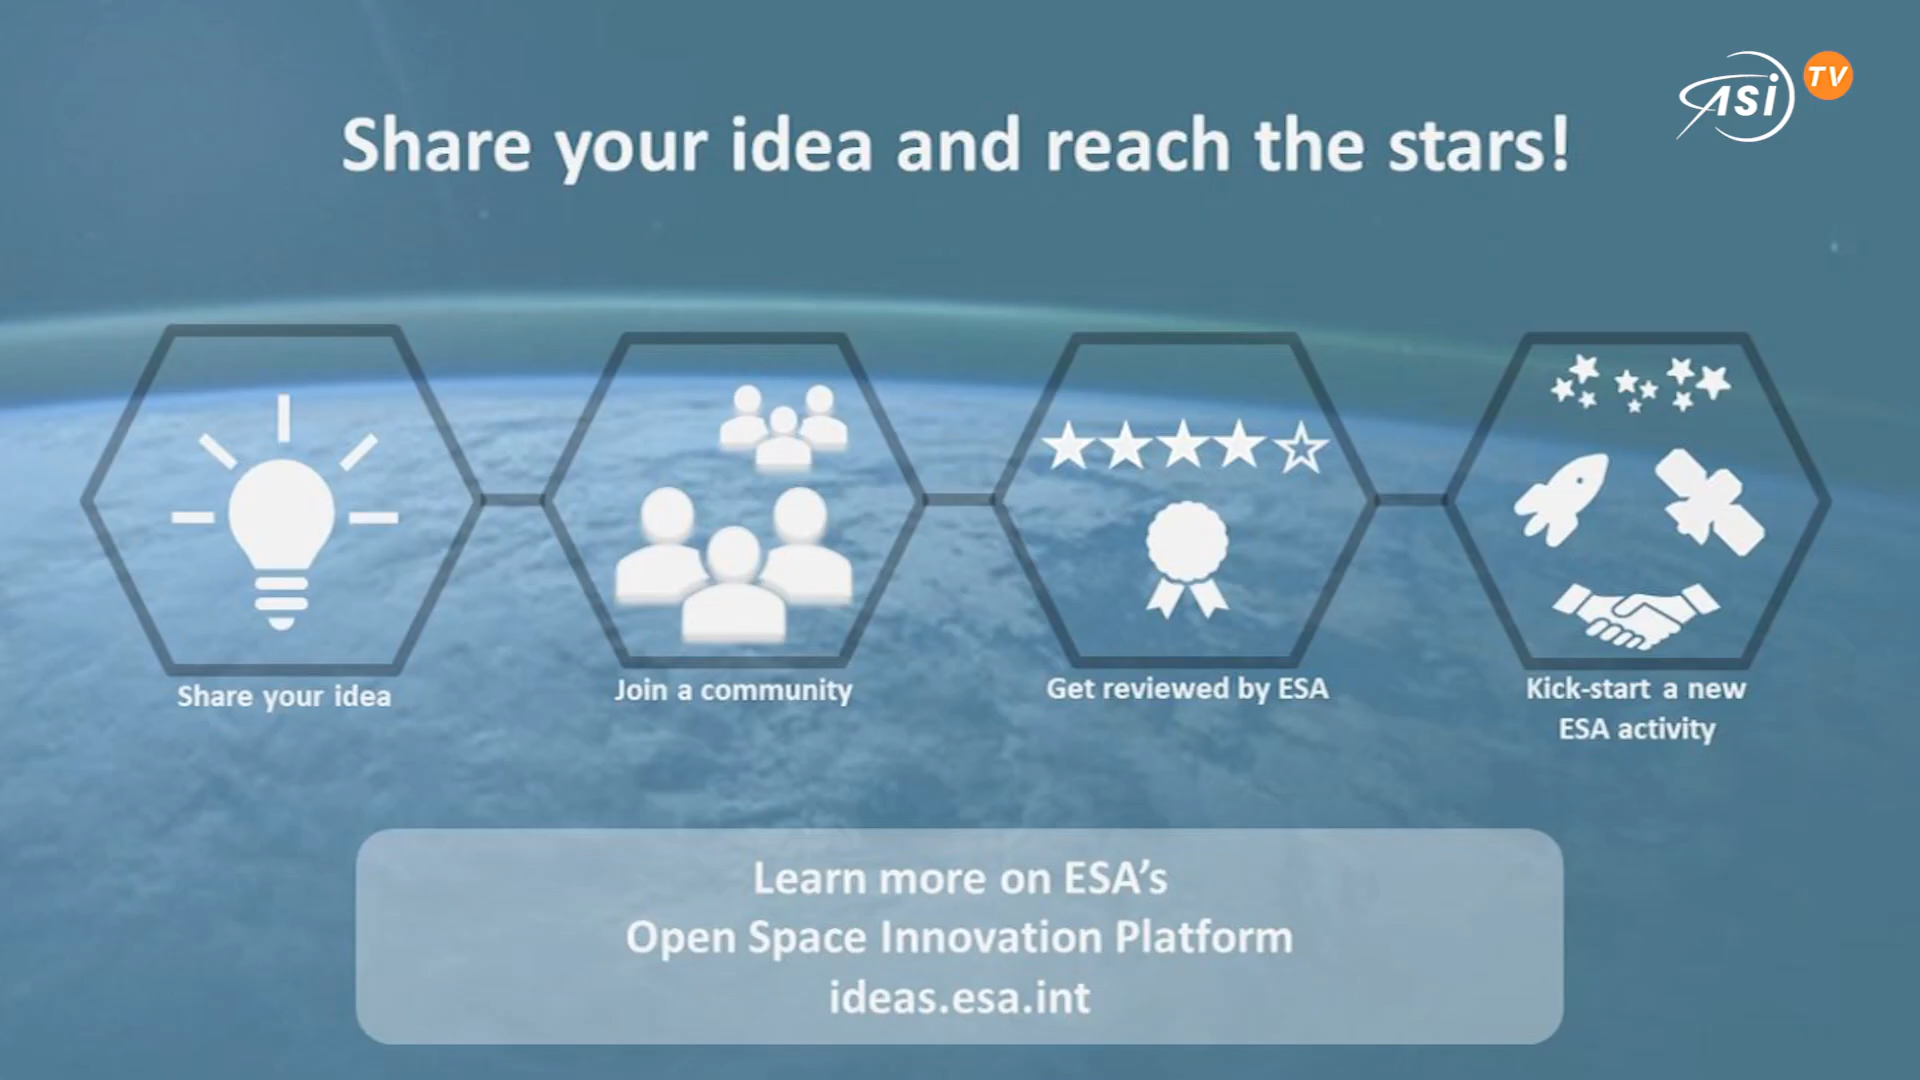 ASI TV
Share your idea and reach the stars!
Share your idea
Join a community
Get reviewed by ESA
Kick-start a new
ESA activity
Learn more on ESA’s
Open Space Innovation Platform
ideas.esa.int